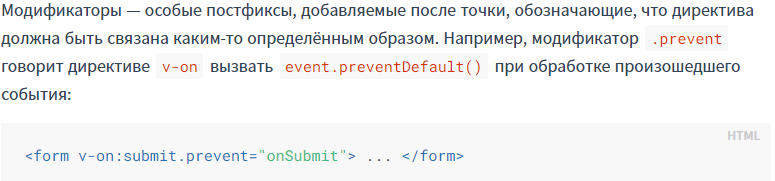 Модификаторы — особые постфиксы, добавляемые после точки, обозначающие, что директива
должна быть связана каким-то определённым образом. Например, модификатор .prevent
говорит директиве v-on вызвать event.preventDefault() при обработке произошедшего
события:
HTML
<form v-on:submit.prevent="onSubmit"> ... </form>